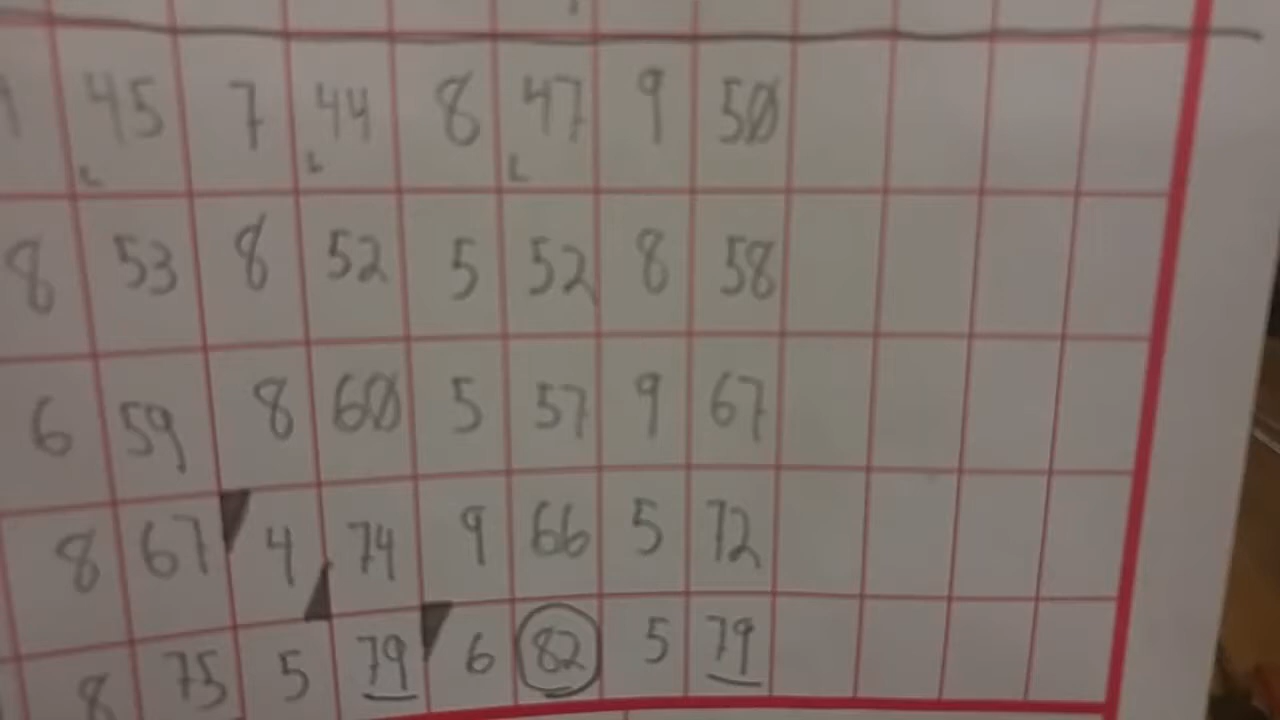 45 7 44 8 47 9 50
L L L
8 53 8 52 5 52 8 58
6 59 8 60 5 57 9 67
8 67 4 74 9 66 5 72
8 75 5 79 6 82 5 79